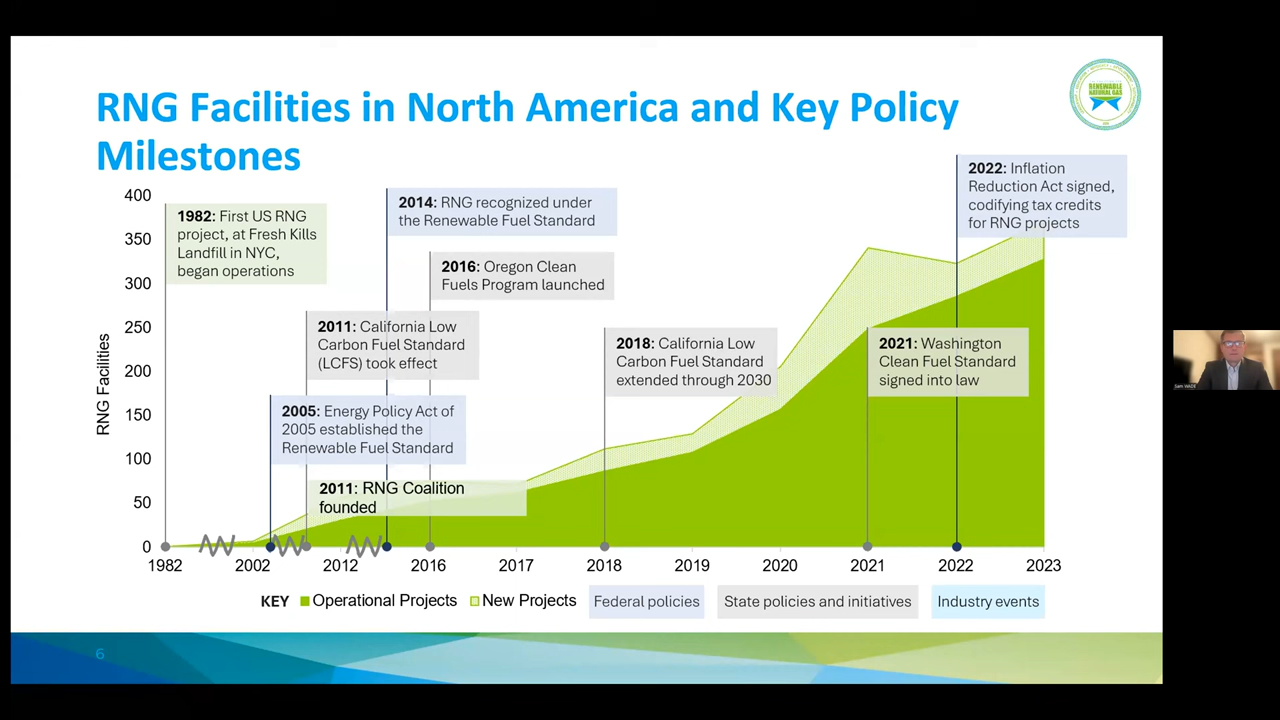 RNG Facilities in North America and Key Policy
Milestones
RENEWABLE
NATURAL GAS
400
350
300
250
200
150
100
50
0
RNG Facilities
1982: First US RNG
project, at Fresh Kills
Landfill in NYC,
began operations
2014: RNG recognized under
the Renewable Fuel Standard
2022: Inflation
Reduction Act signed,
codifying tax credits
for RNG projects
2016: Oregon Clean
Fuels Program launched
2011: California Low
Carbon Fuel Standard
(LCFS) took effect
2018: California Low
Carbon Fuel Standard
extended through 2030
2021: Washington
Clean Fuel Standard
signed into law
2005: Energy Policy Act of
2005 established the
Renewable Fuel Standard
2011: RNG Coalition
founded
1982 2002 2012 2016 2017 2018 2019 2020 2021 2022 2023
KEY Operational Projects New Projects Federal policies State policies and initiatives Industry events
6
Sam Wade